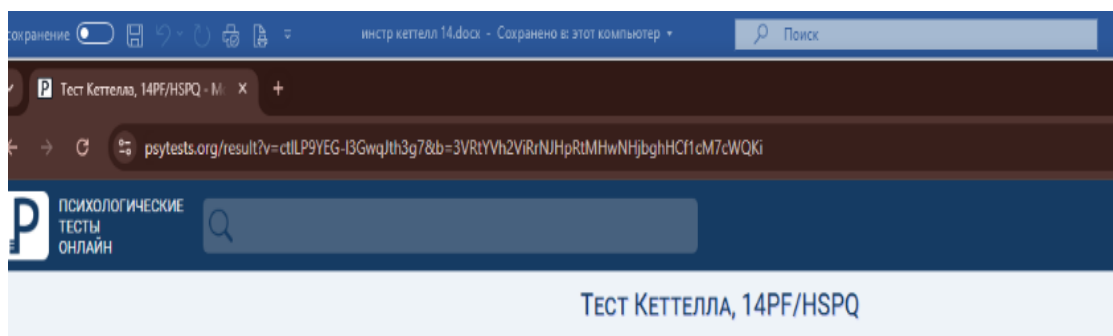 сохранение инстр кеттелл 14.docx - Сохранено в: этот компьютер Поиск
Тест Кеттелла, 14PF/HSPQ - М
psytests.org/result?v=ctlLP9YEG-I3GwqJth3g7&b=3VRtYVh2ViRrNJHpRtMHwNHjbghHCf1cM7cWQKi
ПСИХОЛОГИЧЕСКИЕ
ТЕСТЫ
ОНЛАЙН
ТЕСТ КЕТТЕЛЛА, 14PF/HSPQ